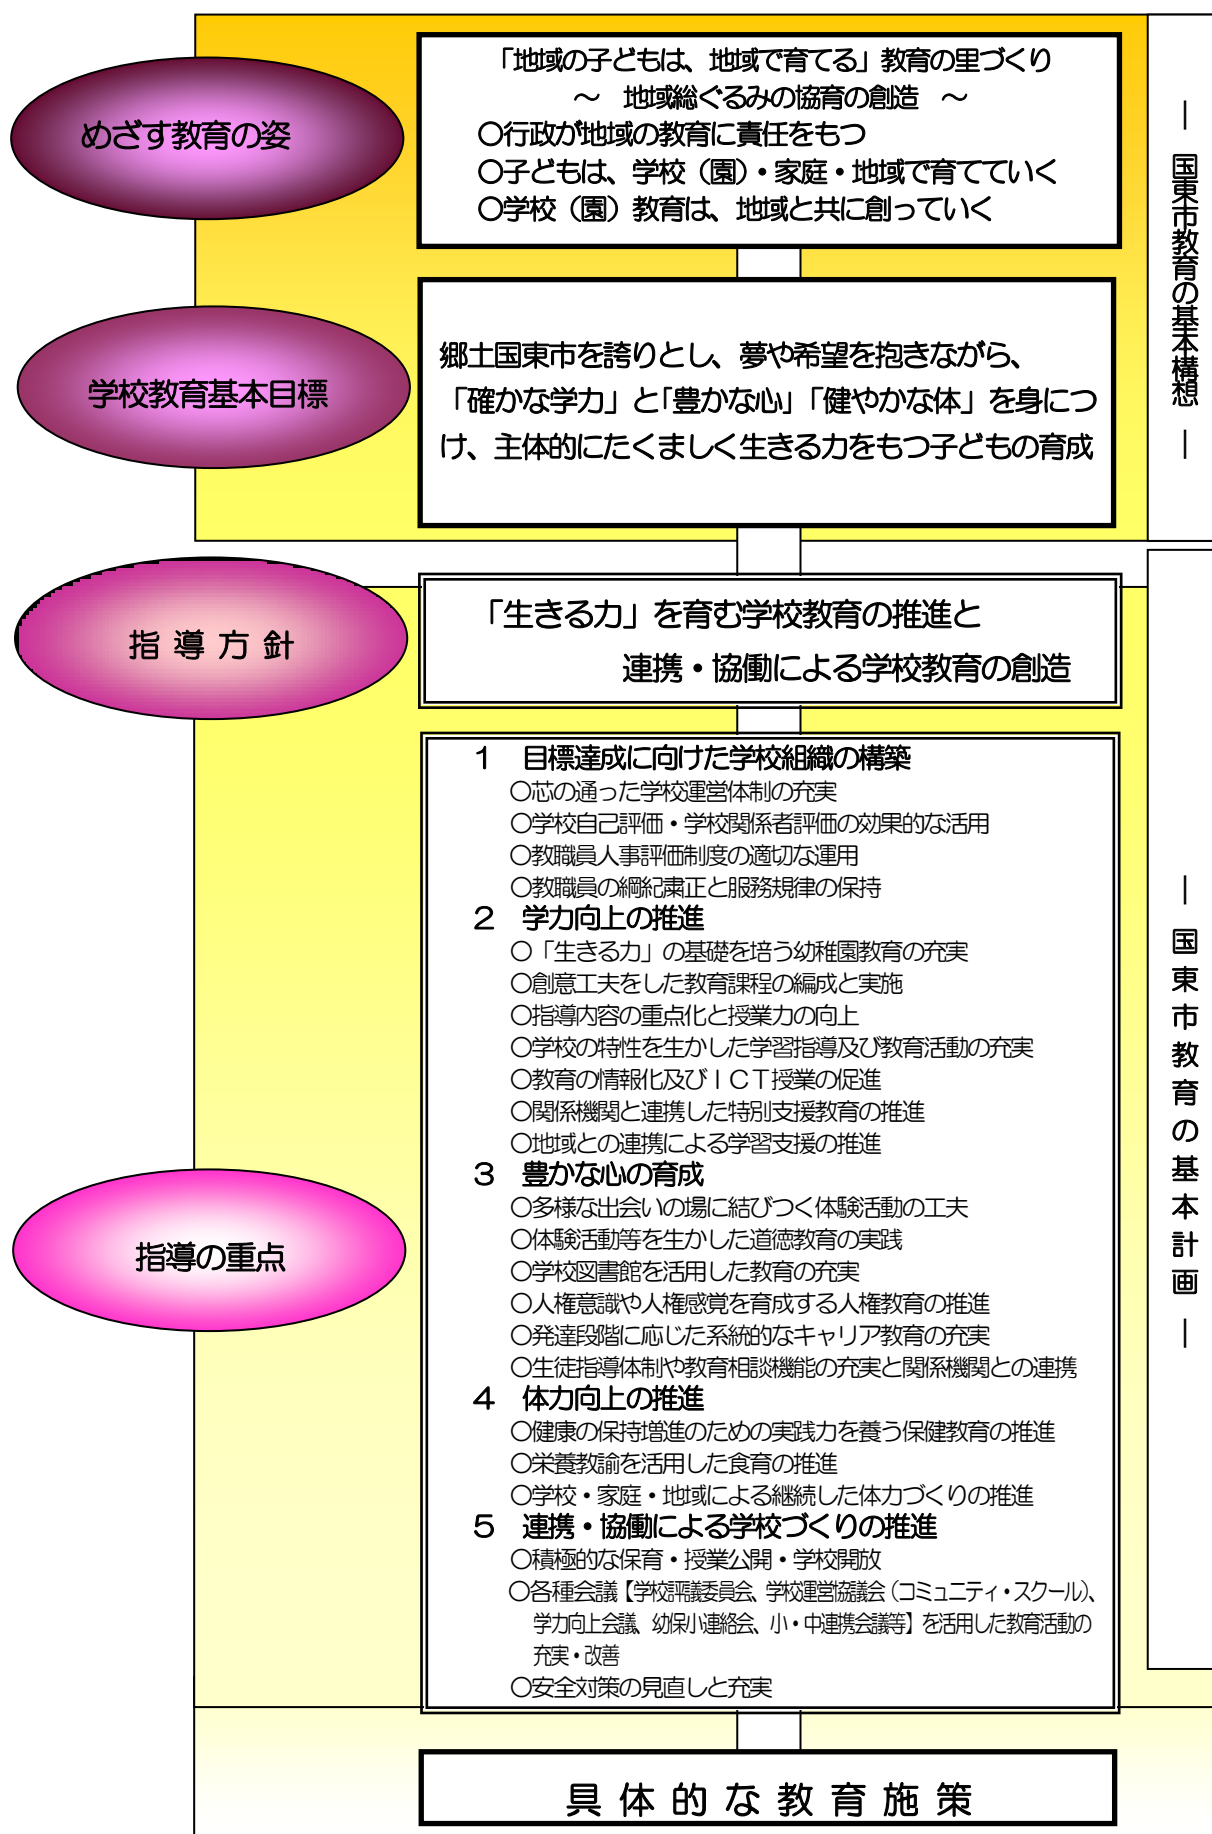 めざす教育の姿
「地域の子どもは、地域で育てる」教育の里づくり
～　地域総ぐるみの協育の創造　～
○行政が地域の教育に責任をもつ
○子どもは、学校（園）・家庭・地域で育てていく
○学校（園）教育は、地域と共に創っていく
― 国東市教育の基本構想 ―
学校教育基本目標
郷土国東市を誇りとし、夢や希望を抱きながら、
「確かな学力」と「豊かな心」「健やかな体」を身につ
け、主体的にたくましく生きる力をもつ子どもの育成
指 導 方 針
「生きる力」を育む学校教育の推進と
連携・協働による学校教育の創造
― 国東市教育の基本計画 ―
指導の重点
１　目標達成に向けた学校組織の構築
○芯の通った学校運営体制の充実
○学校自己評価・学校関係者評価の効果的な活用
○教職員人事評価制度の適切な運用
○教職員の綱紀粛正と服務規律の保持
２　学力向上の推進
○「生きる力」の基礎を培う幼稚園教育の充実
○創意工夫をした教育課程の編成と実施
○指導内容の重点化と授業力の向上
○学校の特性を生かした学習指導及び教育活動の充実
○教育の情報化及びＩＣＴ授業の促進
○関係機関と連携した特別支援教育の推進
○地域との連携による学習支援の推進
３　豊かな心の育成
○多様な出会いの場に結びつく体験活動の工夫
○体験活動等を生かした道徳教育の実践
○学校図書館を活用した教育の充実
○人権意識や人権感覚を育成する人権教育の推進
○発達段階に応じた系統的なキャリア教育の充実
○生徒指導体制や教育相談機能の充実と関係機関との連携
４　体力向上の推進
○健康の保持増進のための実践力を養う保健教育の推進
○栄養教諭を活用した食育の推進
○学校・家庭・地域による継続した体力づくりの推進
５　連携・協働による学校づくりの推進
○積極的な保育・授業公開・学校開放
○各種会議【学校評議委員会、学校運営協議会（コミュニティ・スクール）、
学力向上会議、幼保小連絡会、小・中連携会議等】を活用した教育活動の
充実・改善
○安全対策の見直しと充実
具 体 的 な 教 育 施 策